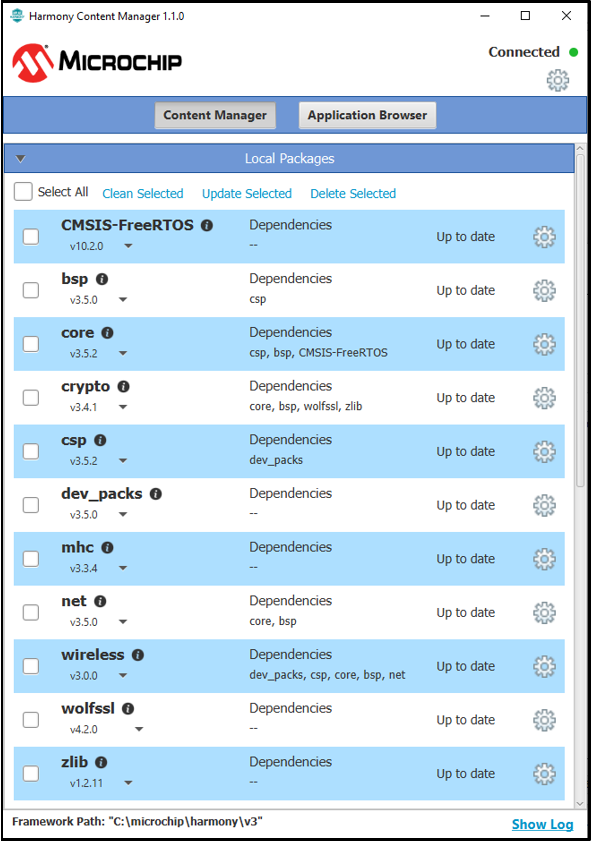 Harmony Content Manager 1.1.0
MICROCHIP
Connected
Content Manager
Application Browser
Local Packages
Select All Clean Selected Update Selected Delete Selected
CMSIS-FreeRTOS
v10.2.0
Dependencies
--
Up to date
bsp
v3.5.0
Dependencies
csp
Up to date
core
v3.5.2
Dependencies
csp, bsp, CMSIS-FreeRTOS
Up to date
crypto
v3.4.1
Dependencies
core, bsp, wolfssl, zlib
Up to date
csp
v3.5.2
Dependencies
dev_packs
Up to date
dev_packs
v3.5.0
Dependencies
--
Up to date
mhc
v3.3.4
Dependencies
--
Up to date
net
v3.5.0
Dependencies
core, bsp
Up to date
wireless
v3.0.0
Dependencies
dev_packs, csp, core, bsp, net
Up to date
wolfssl
v4.2.0
Dependencies
--
Up to date
zlib
v1.2.11
Dependencies
--
Up to date
Framework Path: "C:\microchip\harmony\v3"
Show Log